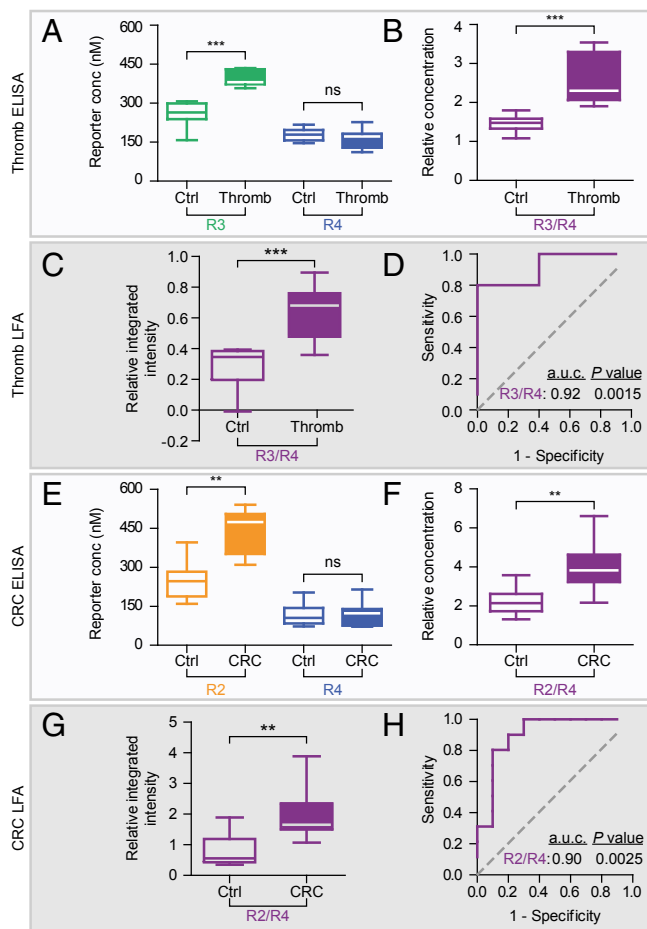 Thromb ELISA
A
Reporter conc (nM)
600
450
300
150
0
***
ns
Ctrl Thromb Ctrl Thromb
R3 R4
B
Relative concentration
4
3
2
1
0
***
Ctrl Thromb
R3/R4
Thromb LFA
C
Relative integrated
intensity
1.0
0.8
0.6
0.4
0.2
0.0
-0.2
***
Ctrl Thromb
R3/R4
D
Sensitivity
1.0
0.8
0.6
0.4
0.2
0.0
a.u.c. P value
R3/R4: 0.92 0.0015
0.0 0.2 0.4 0.6 0.8 1.0
1 - Specificity
CRC ELISA
E
Reporter conc (nM)
600
450
300
150
0
**
ns
Ctrl CRC Ctrl CRC
R2 R4
F
Relative concentration
8
6
4
2
0
**
Ctrl CRC
R2/R4
CRC LFA
G
Relative integrated
intensity
5
4
3
2
1
0
**
Ctrl CRC
R2/R4
H
Sensitivity
1.0
0.8
0.6
0.4
0.2
0.0
a.u.c. P value
R2/R4: 0.90 0.0025
0.0 0.2 0.4 0.6 0.8 1.0
1 - Specificity